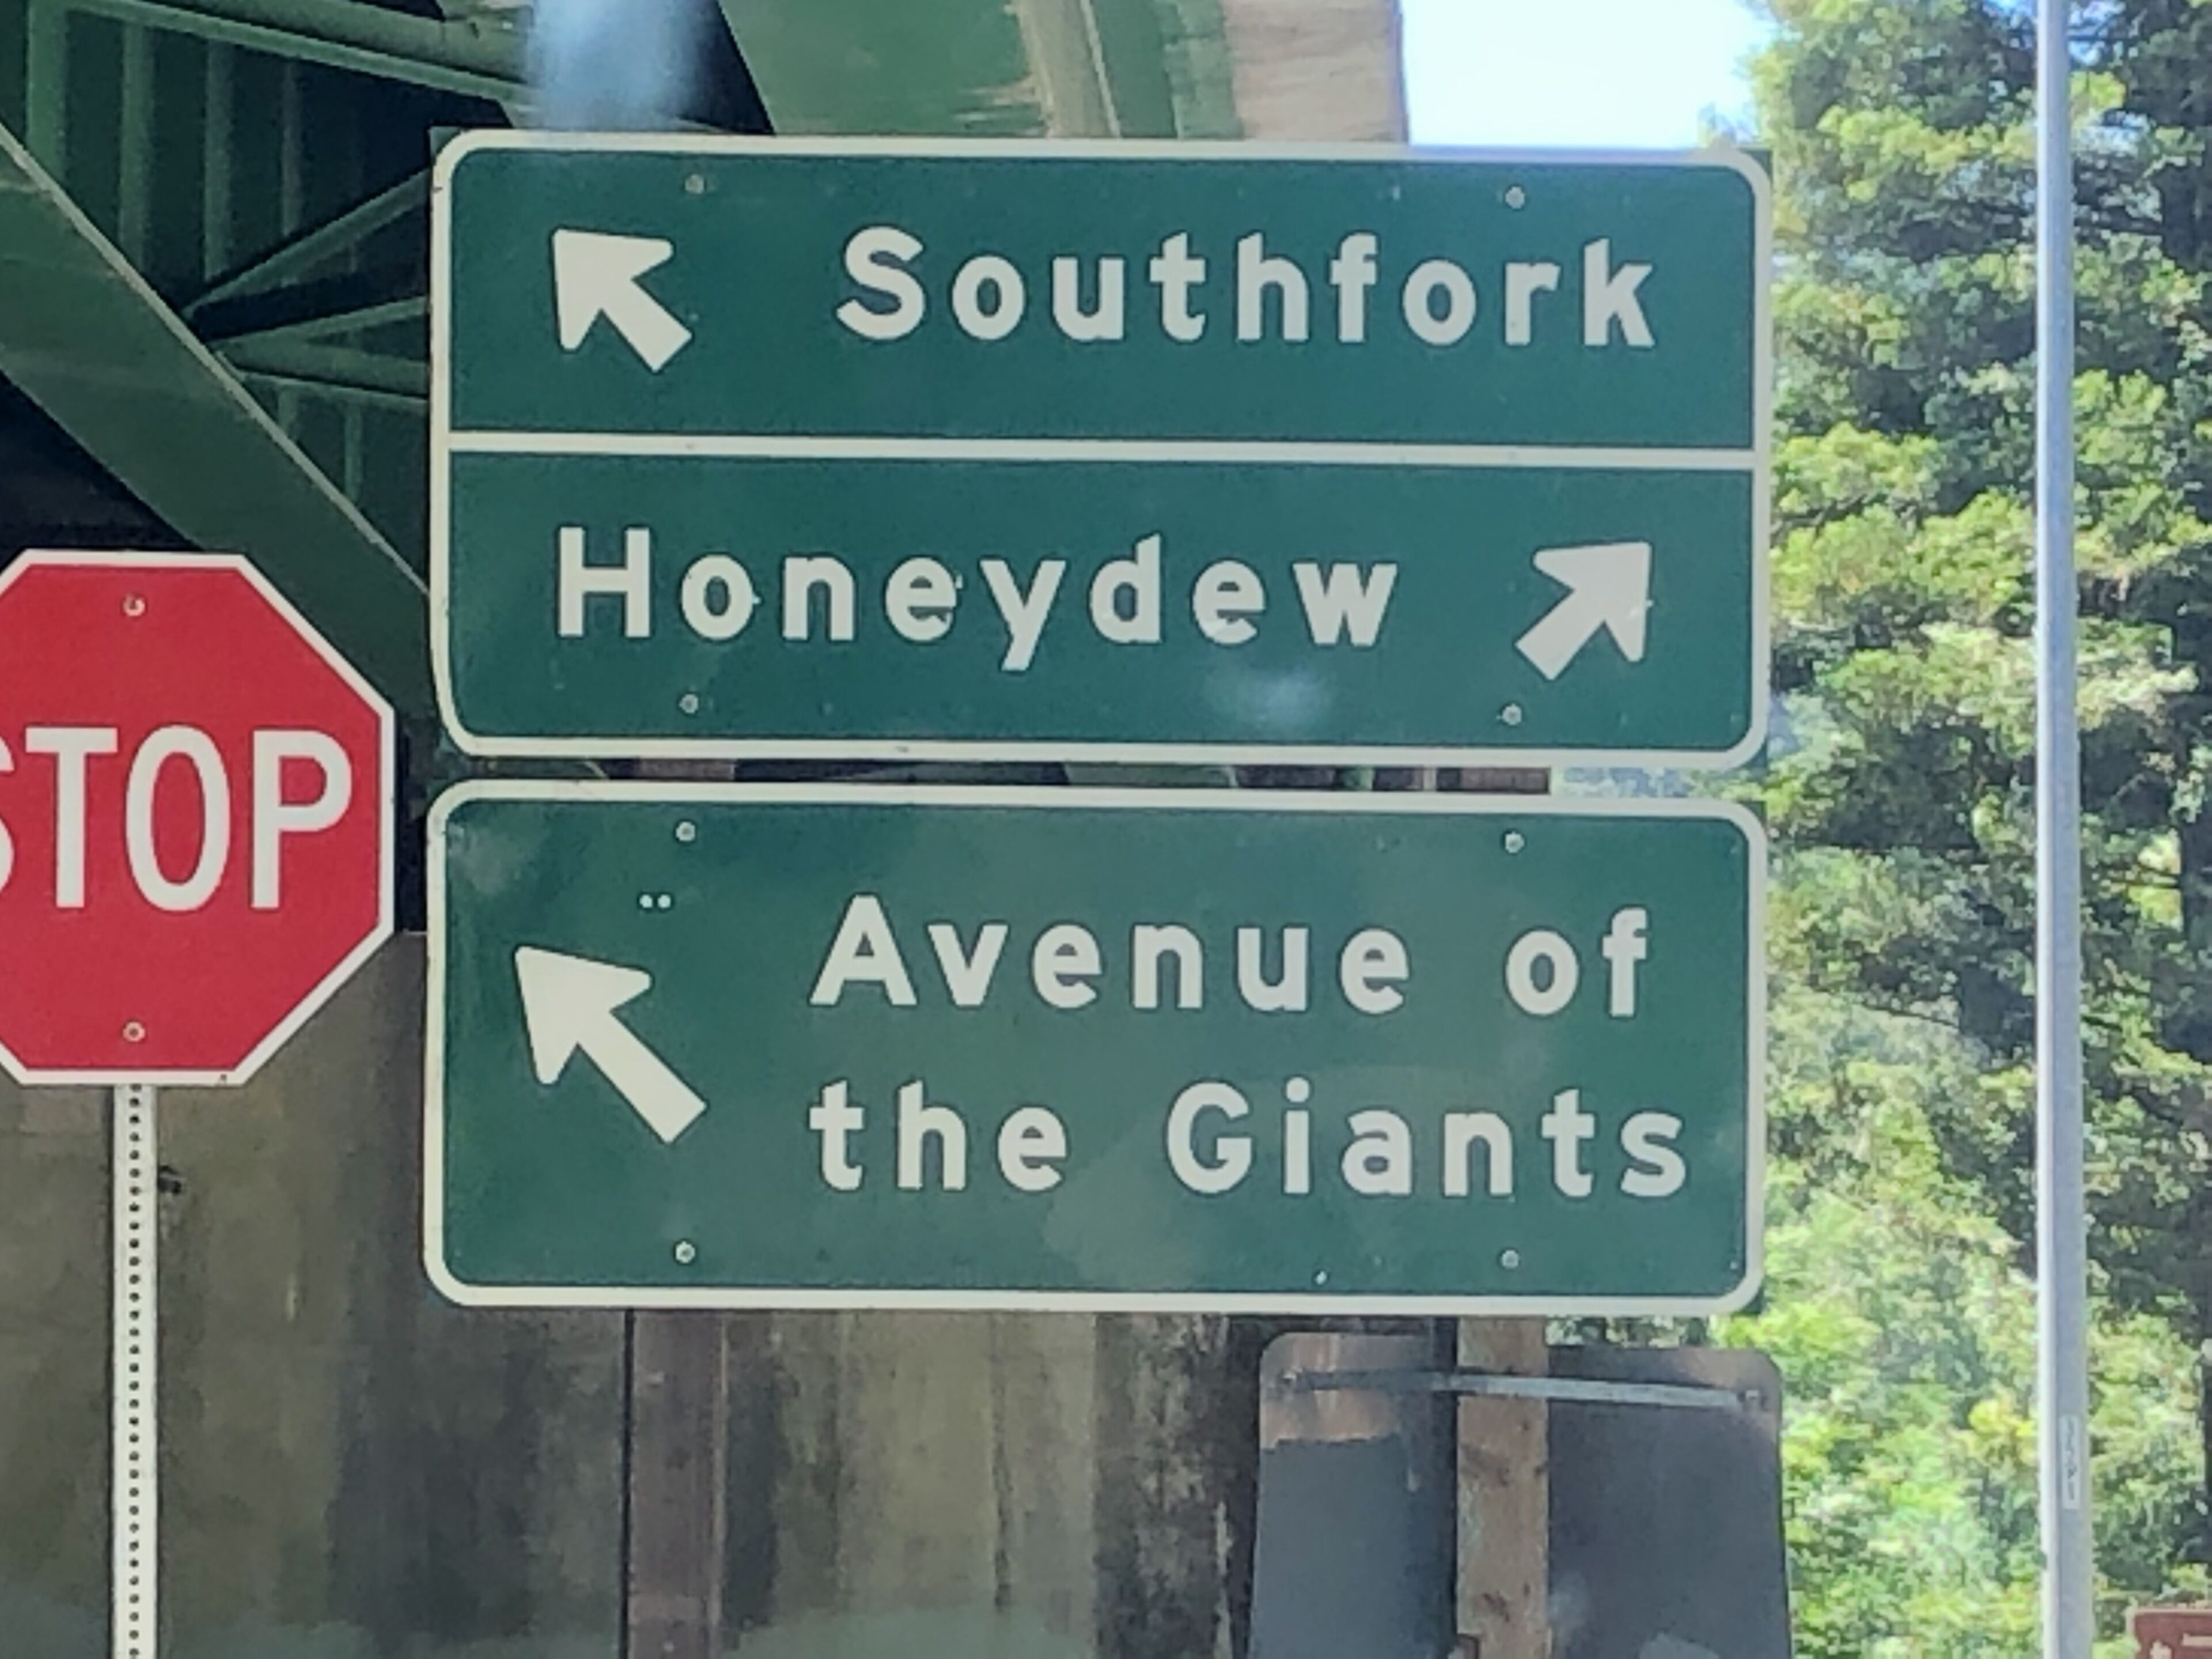 Southfork
Honeydew
STOP
Avenue of
the Giants